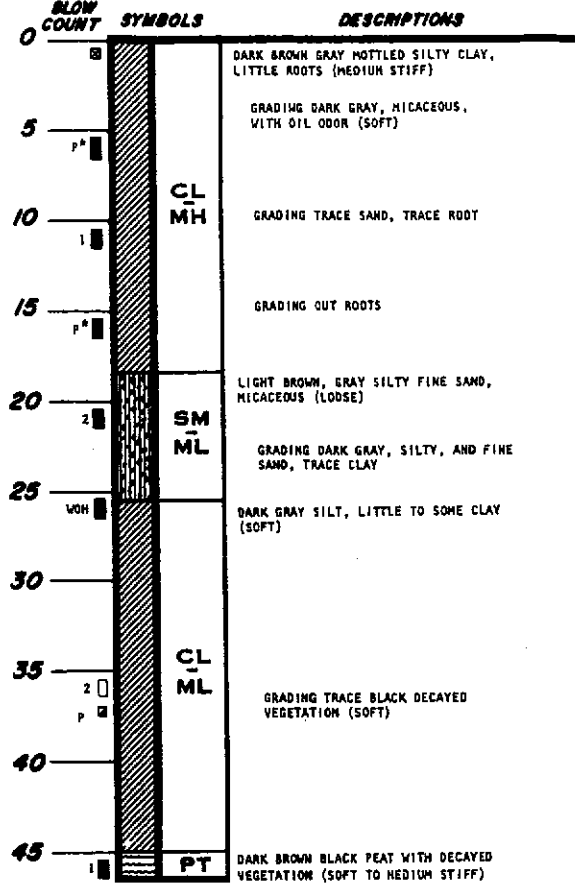 BLOW COUNT SYMBOLS DESCRIPTIONS
0
DARK BROWN GRAY MOTTLED SILTY CLAY,
LITTLE ROOTS (MEDIUM STIFF)
GRADING DARK GRAY, MICACEOUS,
WITH OIL ODOR (SOFT)
5
P*
CL
-
MH
10
GRADING TRACE SAND, TRACE ROOT
1
15
GRADING OUT ROOTS
P*
LIGHT BROWN, GRAY SILTY FINE SAND,
MICACEOUS (LOOSE)
20
2
SM
-
ML
GRADING DARK GRAY, SILTY, AND FINE
SAND, TRACE CLAY
25
WOH
DARK GRAY SILT, LITTLE TO SOME CLAY
(SOFT)
30
35
CL
-
ML
2
GRADING TRACE BLACK DECAYED
VEGETATION (SOFT)
P
40
45
1
PT
DARK BROWN BLACK PEAT WITH DECAYED
VEGETATION (SOFT TO MEDIUM STIFF)